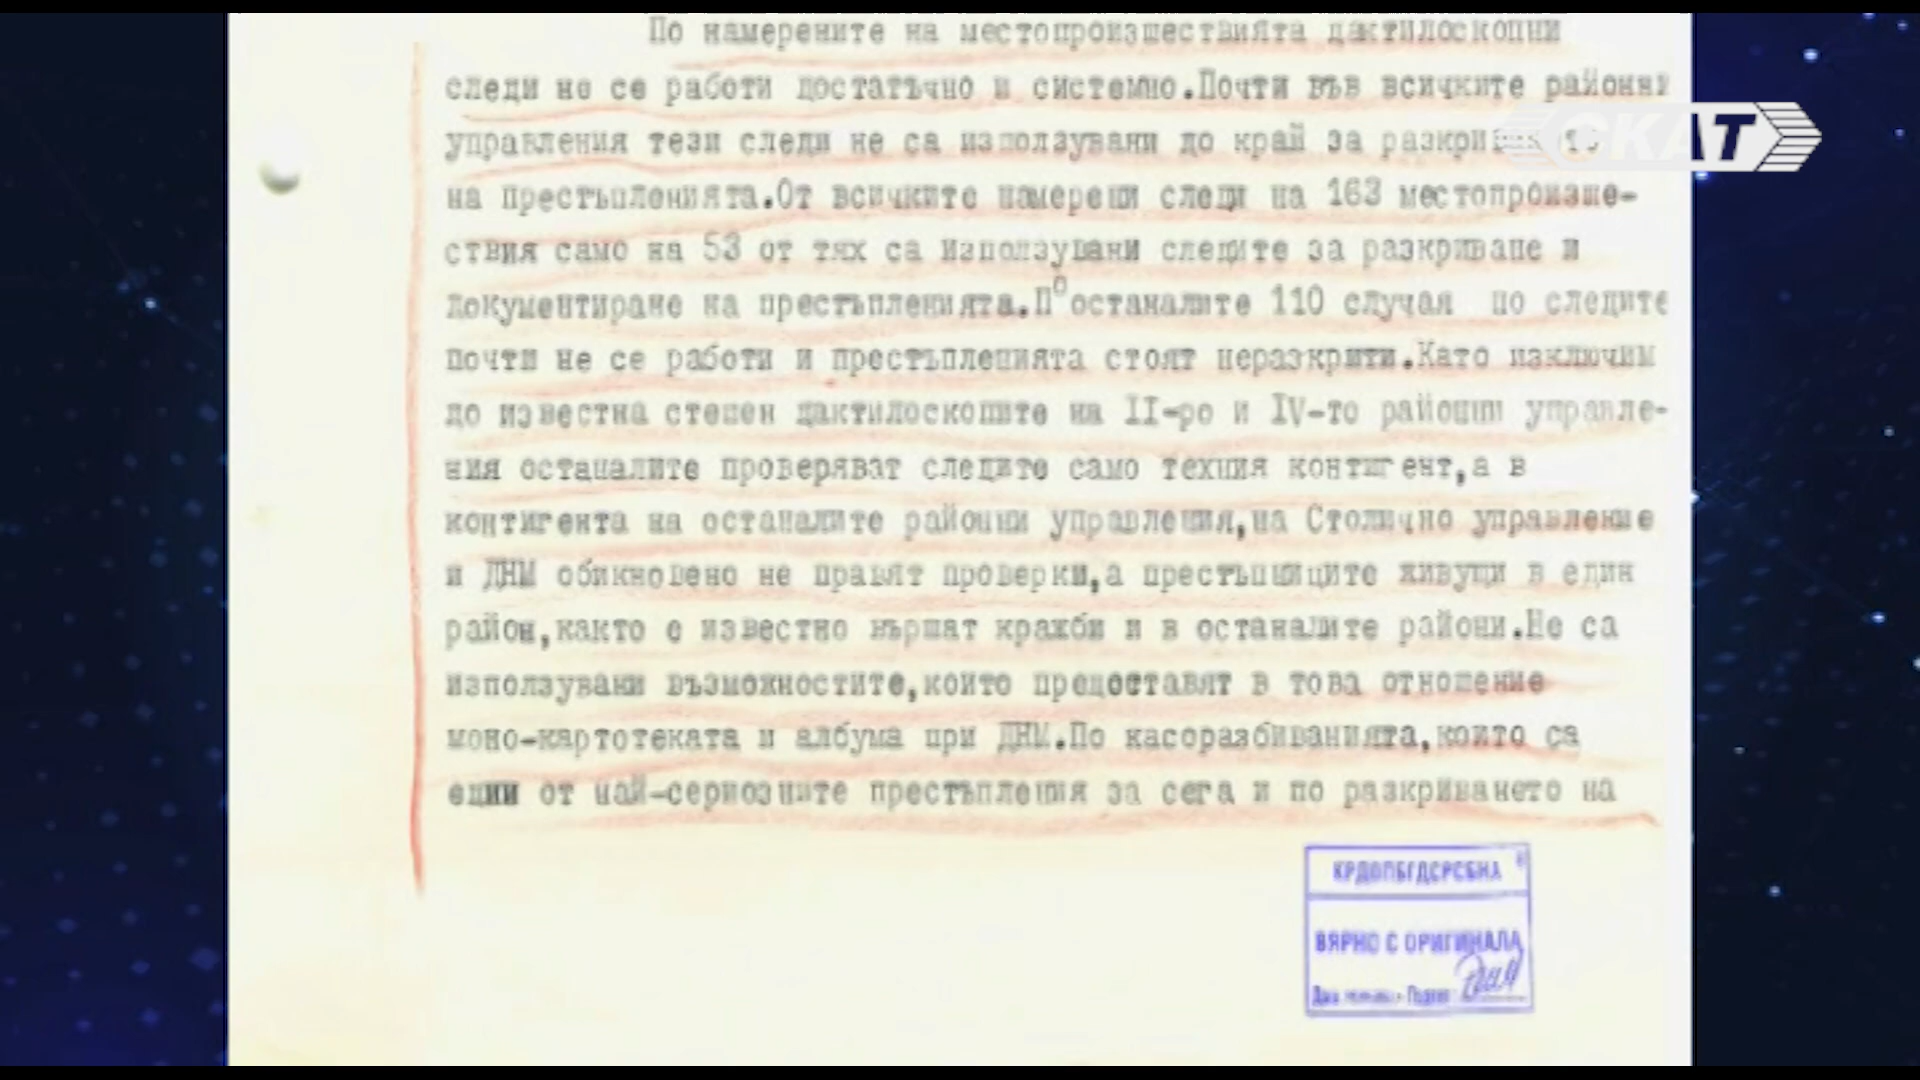 По намерените на местопроизшествията дактилоскопни
следи не се работи достатъчно и системно.Почти във всичките районни
управления тези следи не са използувани до край за разкриването
на престъпленията.От всичките намерени следи на 163 местопроизше-
ствия само на 53 от тях са използувани следите за разкриване и
документиране на престъпленията.По останалите 110 случая по следите
почти не се работи и престъпленията стоят неразкрити.Като изключим
до известна степен дактилоскопите на II-ро и IV-то районни управле-
ния останалите проверяват следите само техния контигент,а в
контигента на останалите районни управления,на Столично управление
и ДНМ обикновено не правят проверки,а престъпниците живущи в един
район,както е известно вършат кражби и в останалите райони.Не са
използувани възможностите,които предоставят в това отношение
моно-картотеката и албума при ДНМ.По касоразбиванията,които са
едни от най-сериозните престъпления за сега и по разкриването на
СКАТ
КРДОПБГДСРСБНА
ВЯРНО С ОРИГИНАЛА